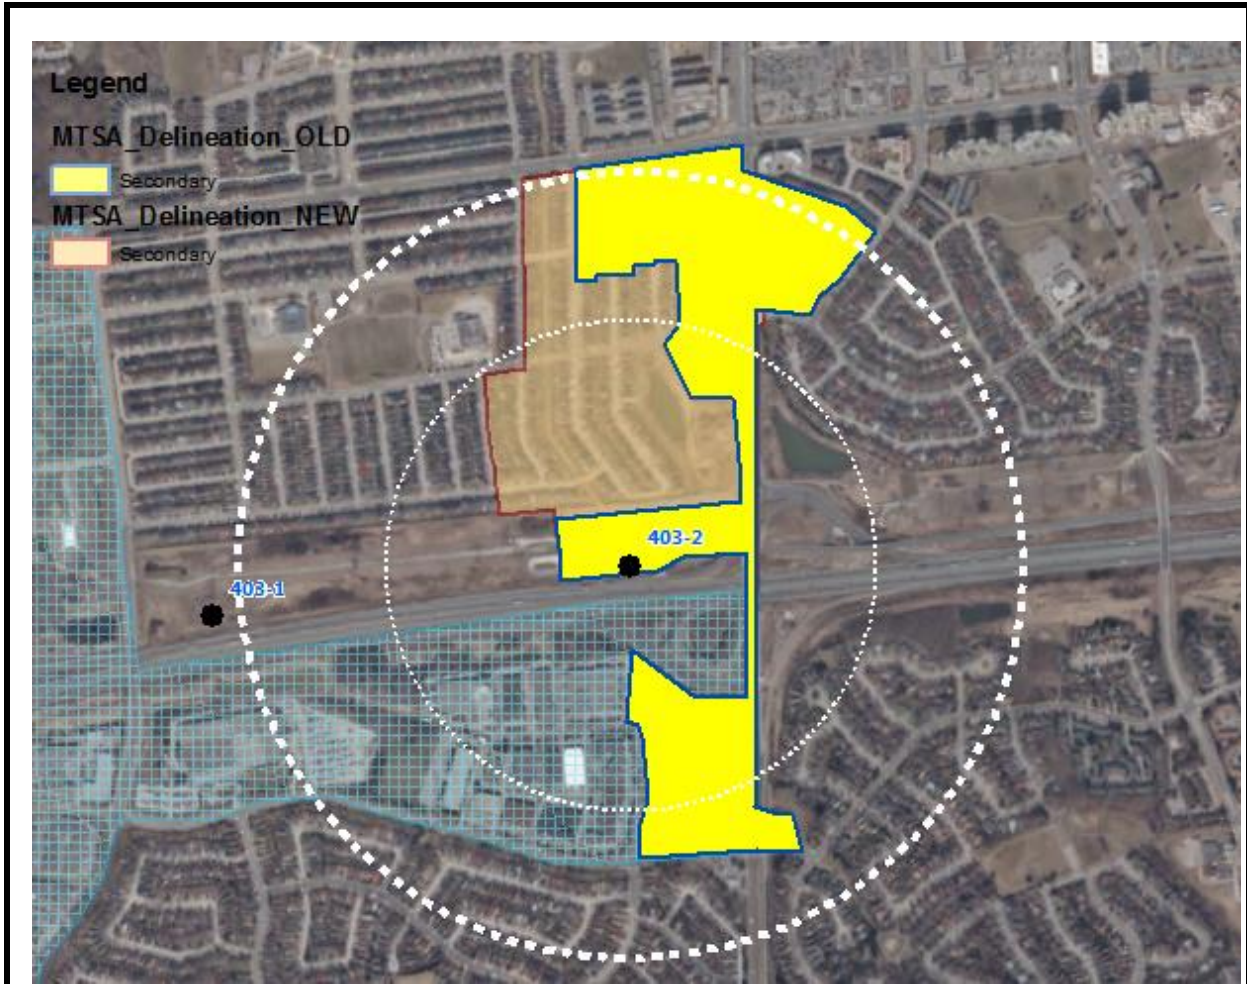 Legend
MTSA_Delineation_OLD
Secondary
MTSA_Delineation_NEW
Secondary
403-2
403-1